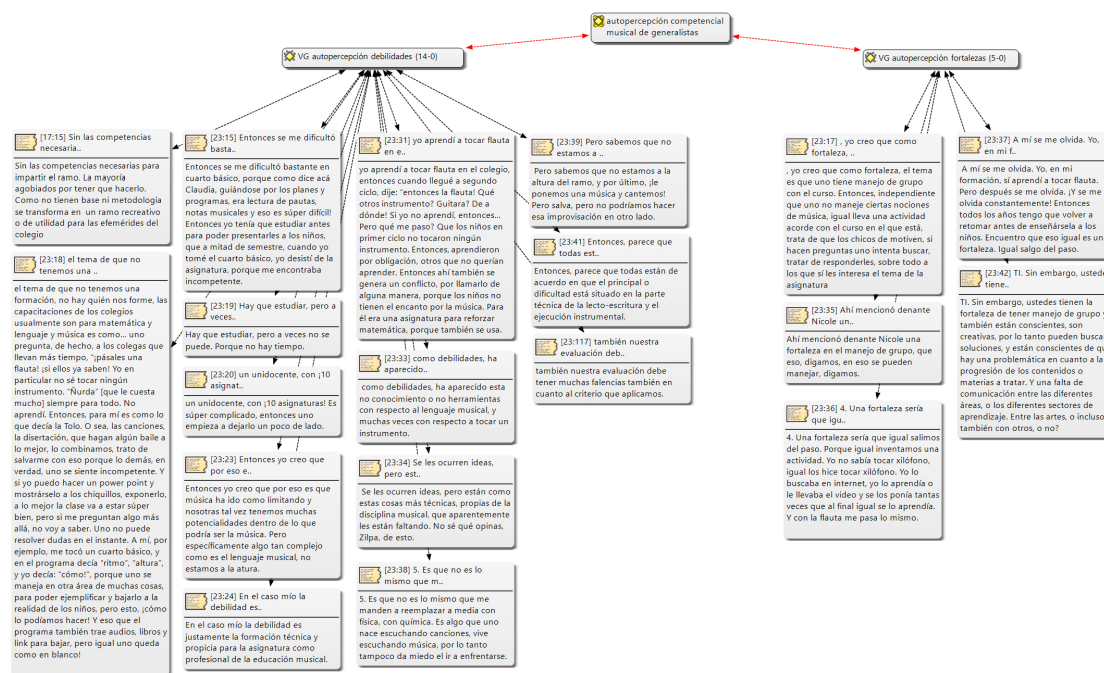 autopercepción competencial
musical de generalistas
VG autopercepción debilidades (14-0)
VG autopercepción fortalezas (5-0)
[17:15] Sin las competencias
necesaria..
Sin las competencias necesarias para
impartir el ramo. La mayoría
agobiados por tener que hacerlo.
Como no tienen base ni metodología
se transforma en un ramo recreativo
o de utilidad para las efemérides del
colegio
[23:18] el tema de que no
tenemos una ..
el tema de que no tenemos una
formación, no hay quién nos forme, las
capacitaciones de los colegios
usualmente son para matemática y
lenguaje y música es como... uno
pregunta, de hecho, a los colegas que
llevan más tiempo, "¡pásales una
flauta! ¡si ellos ya saben! Yo en
particular no sé tocar ningún
instrumento. "Ñurda" [que le cuesta
mucho] siempre para todo. No
aprendí. Entonces, para mí es como lo
que decía la Tolo. O sea, las canciones,
la disertación, que hagan algún baile a
lo mejor, lo combinamos, trato de
salvarme con eso porque lo demás, en
verdad, uno se siente incompetente. Y
si yo puedo hacer un power point y
mostrárselo a los chiquillos, exponerlo,
a lo mejor la clase va a estar súper
bien, pero si me preguntan algo más
allá, no voy a saber. Uno no puede
resolver dudas en el instante. A mí, por
ejemplo, me tocó un cuarto básico, y
en el programa decía "ritmo", "altura",
y yo decía: "cómo!", porque uno se
maneja en otra área de muchas cosas,
para poder ejemplificar y bajarlo a la
realidad de los niños, pero esto, ¡cómo
lo podíamos hacer! Y eso que el
programa también trae audios, libros y
link para bajar, pero igual uno queda
como en blanco!
[23:15] Entonces se me dificultó
basta..
Entonces se me dificultó bastante en
cuarto básico, porque como dice acá
Claudia, guiándose por los planes y
programas, era lectura de pautas,
notas musicales y eso es súper difícil!
Entonces yo tenía que estudiar antes
para poder presentarles a los niños,
que a mitad de semestre, cuando yo
tomé el cuarto básico, yo desistí de la
asignatura, porque me encontraba
incompetente.
[23:19] Hay que estudiar, pero a
veces..
Hay que estudiar, pero a veces no se
puede. Porque no hay tiempo.
[23:20] un unidocente, con ¡10
asignat..
un unidocente, con ¡10 asignaturas! Es
súper complicado, entonces uno
empieza a dejarlo un poco de lado.
[23:23] Entonces yo creo que
por eso e..
Entonces yo creo que por eso es que
música ha ido como limitando y
nosotras tal vez tenemos muchas
potencialidades dentro de lo que
podría ser la música. Pero
específicamente algo tan complejo
como es el lenguaje musical, no
estamos a la atura.
[23:24] En el caso mío la
debilidad es..
En el caso mío la debilidad es
justamente la formación técnica y
propicia para la asignatura como
profesional de la educación musical.
[23:31] yo aprendí a tocar flauta
en e..
yo aprendí a tocar flauta en el colegio,
entonces cuando llegué a segundo
ciclo, dije: "entonces la flauta! Qué
otros instrumento? Guitara? De a
dónde! Si yo no aprendí, entonces...
Pero qué me paso? Que los niños en
primer ciclo no tocaron ningún
instrumento. Entonces, aprendieron
por obligación, otros que no querían
aprender. Entonces ahí también se
genera un conflicto, por llamarlo de
alguna manera, porque los niños no
tienen el encanto por la música. Para
él era una asignatura para reforzar
matemática, porque también se usa.
[23:33] como debilidades, ha
aparecido..
como debilidades, ha aparecido esta
no conocimiento o no herramientas
con respecto al lenguaje musical, y
muchas veces con respecto a tocar un
instrumento.
[23:34] Se les ocurren ideas,
pero est..
Se les ocurren ideas, pero están como
estas cosas más técnicas, propias de la
disciplina musical, que aparentemente
les están faltando. No sé qué opinas,
Zilpa, de esto.
[23:38] 5. Es que no es lo
mismo que m..
5. Es que no es lo mismo que me
manden a reemplazar a media con
física, con química. Es algo que uno
nace escuchando canciones, vive
escuchando música, por lo tanto
tampoco da miedo el ir a enfrentarse.
[23:39] Pero sabemos que no
estamos a ..
Pero sabemos que no estamos a la
altura del ramo, y por último, ¡le
ponemos una música y cantemos!
Pero salva, pero no podríamos hacer
esa improvisación en otro lado.
[23:41] Entonces, parece que
todas est..
Entonces, parece que todas están de
acuerdo en que el principal o
dificultad está situado en la parte
técnica de la lecto-escritura y el
ejecución instrumental.
[23:117] también nuestra
evaluación deb..
también nuestra evaluación debe
tener muchas falencias también en
cuanto al criterio que aplicamos.
[23:17] , yo creo que como
fortaleza, ..
, yo creo que como fortaleza, el tema
es que uno tiene manejo de grupo
con el curso. Entonces, independiente
que uno no maneje ciertas nociones
de música, igual lleva una actividad
acorde con el curso en el que está,
trata de que los chicos de motiven, si
hacen preguntas uno intenta buscar,
tratar de responderles, sobre todo a
los que sí les interesa el tema de la
asignatura
[23:35] Ahí mencionó denante
Nicole un..
Ahí mencionó denante Nicole una
fortaleza en el manejo de grupo, que
eso, digamos, en eso se pueden
manejar, digamos.
[23:36] 4. Una fortaleza sería
que igu..
4. Una fortaleza sería que igual salimos
del paso. Porque igual inventamos una
actividad. Yo no sabía tocar xilófono,
igual los hice tocar xilófono. Yo lo
buscaba en internet, yo lo aprendía o
le llevaba el video y se los ponía tantas
veces que al final igual se lo aprendía.
Y con la flauta me pasa lo mismo.
[23:37] A mí se me olvida. Yo,
en mi f..
A mí se me olvida. Yo, en mi
formación, sí aprendí a tocar flauta.
Pero después se me olvida. ¡Y se me
olvida constantemente! Entonces
todos los años tengo que volver a
retomar antes de enseñársela a los
niños. Encuentro que eso igual es un
fortaleza. Igual salgo del paso.
[23:42] TI. Sin embargo, ustede
tiene..
TI. Sin embargo, ustedes tienen la
fortaleza de tener manejo de grupo y
también están conscientes, son
creativas, por lo tanto pueden busca
soluciones, y están conscientes de qu
hay una problemática en cuanto a la
progresión de los contenidos o
materias a tratar. Y una falta de
comunicación entre las diferentes
áreas, o los diferentes sectores de
aprendizaje. Entre las artes, o incluso
también con otros, o no?